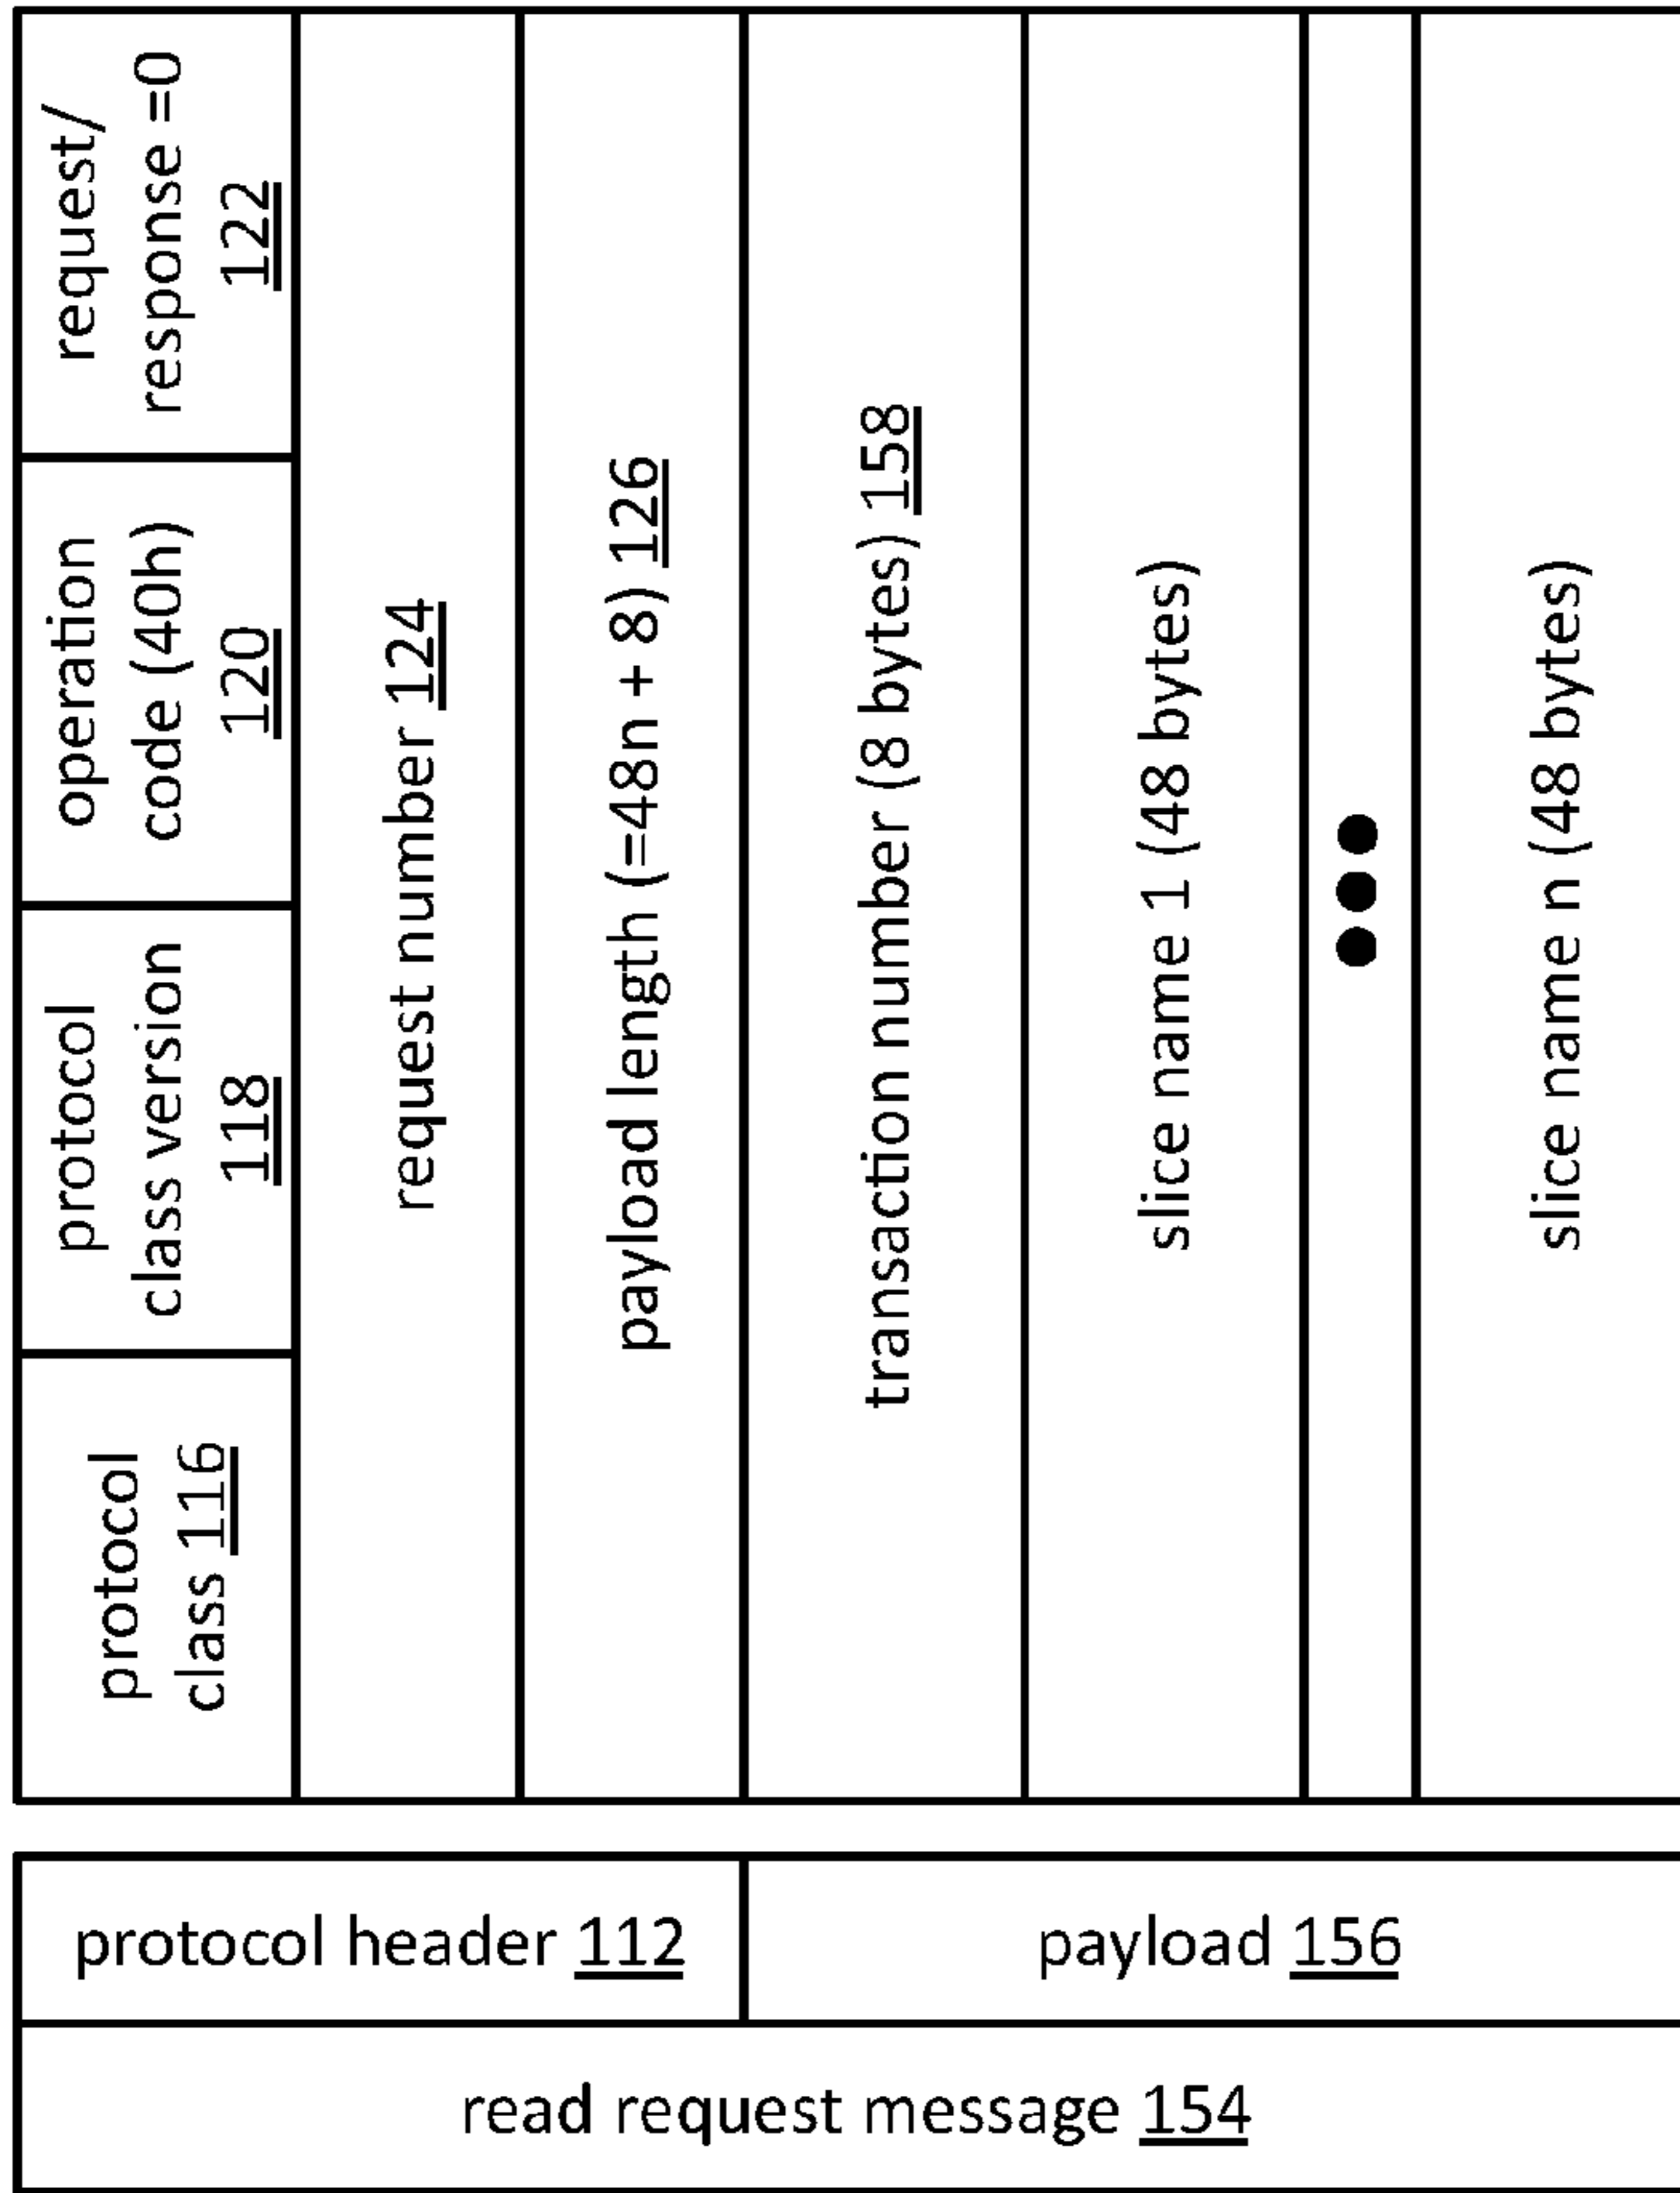 protocol
class 116
protocol
class version
118
operation
code (40h)
120
request/
response =0
122
request number 124
payload length (=48n + 8) 126
transaction number (8 bytes) 158
slice name 1 (48 bytes)
slice name n (48 bytes)
protocol header 112
payload 156
read request message 154